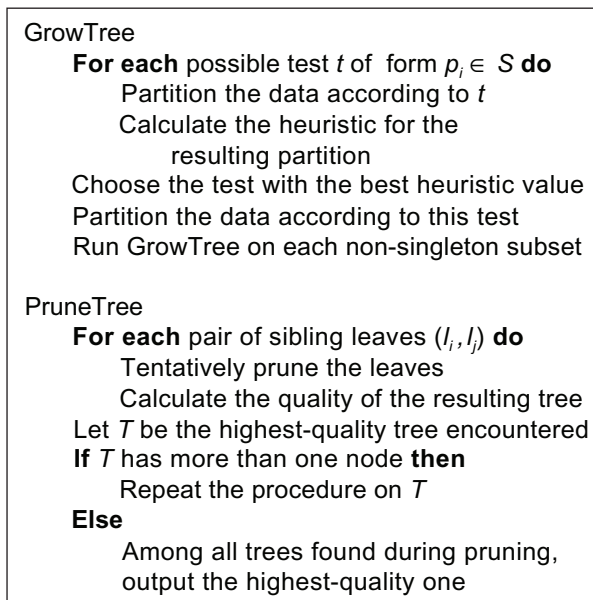 GrowTree
For each possible test t of form pᵢ ∈ S do
Partition the data according to t
Calculate the heuristic for the
resulting partition
Choose the test with the best heuristic value
Partition the data according to this test
Run GrowTree on each non-singleton subset
PruneTree
For each pair of sibling leaves (lᵢ, lⱼ) do
Tentatively prune the leaves
Calculate the quality of the resulting tree
Let T be the highest-quality tree encountered
If T has more than one node then
Repeat the procedure on T
Else
Among all trees found during pruning,
output the highest-quality one